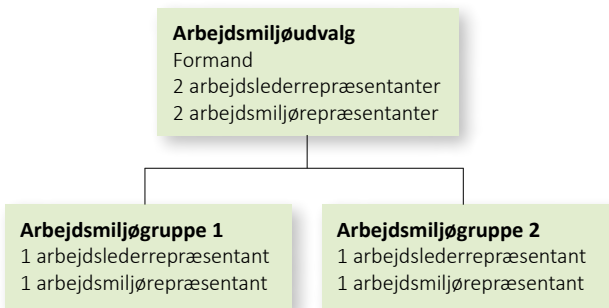 Arbejdsmiljøudvalg
Formand
2 arbejdslederrepræsentanter
2 arbejdsmiljørepræsentanter
Arbejdsmiljøgruppe 1
1 arbejdslederrepræsentant
1 arbejdsmiljørepræsentant
Arbejdsmiljøgruppe 2
1 arbejdslederrepræsentant
1 arbejdsmiljørepræsentant